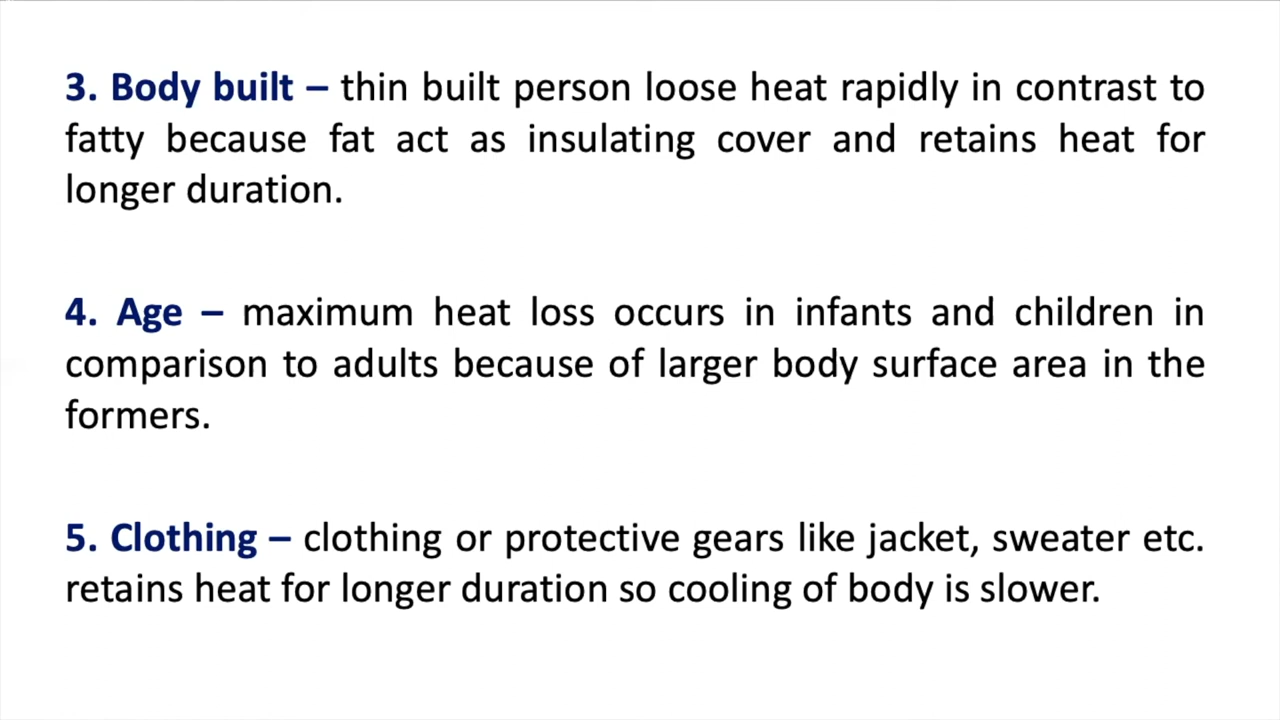 3. Body built – thin built person loose heat rapidly in contrast to
fatty because fat act as insulating cover and retains heat for
longer duration.
4. Age – maximum heat loss occurs in infants and children in
comparison to adults because of larger body surface area in the
formers.
5. Clothing – clothing or protective gears like jacket, sweater etc.
retains heat for longer duration so cooling of body is slower.